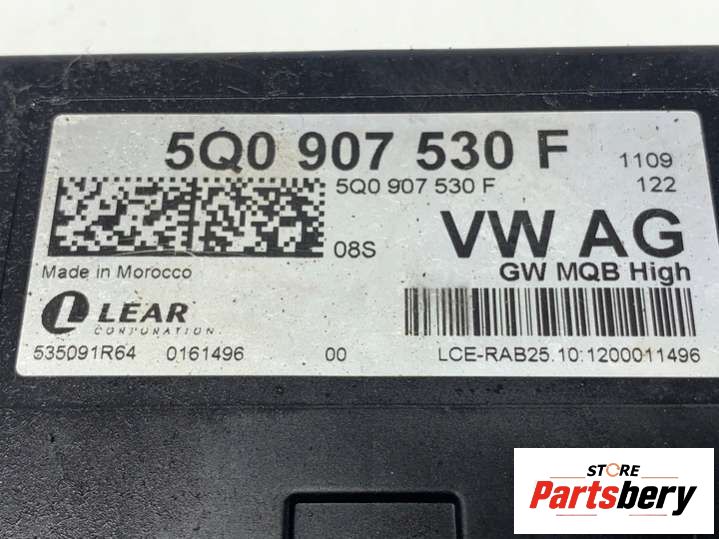 5Q0 907 530 F
1109
5Q0 907 530 F
122
08S
VW AG
Made in Morocco
GW MQB High
LEAR
CORPORATION
535091R64 0161496 00 LCE-RAB25.10:1200011496
STORE
Partsbery